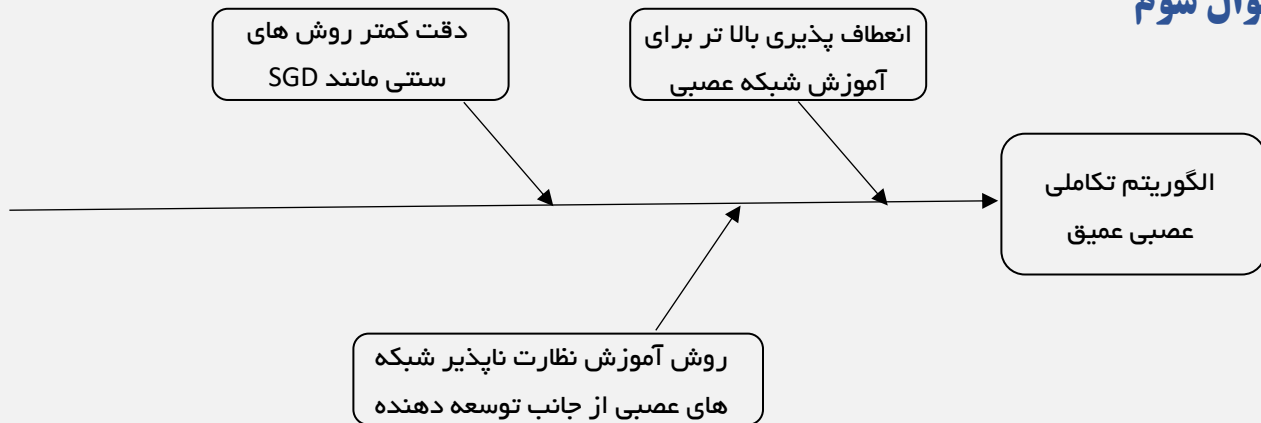 وال سوم
انعطاف پذیری بالا تر برای
آموزش شبکه عصبی
دقت کمتر روش های
سنتی مانند SGD
الگوریتم تکاملی
عصبی عمیق
روش آموزش نظارت ناپذیر شبکه
های عصبی از جانب توسعه دهنده